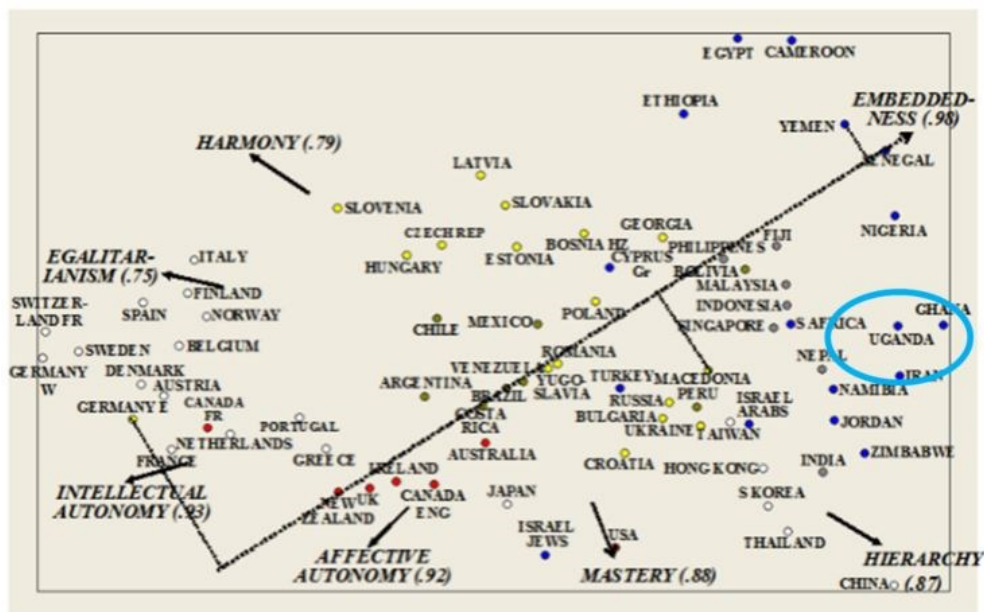 EGYPT
CAMEROON
ETHIOPIA
EMBEDDED-
NESS (.98)
YEMEN
HARMONY (.79)
LATVIA
SENEGAL
SLOVENIA
SLOVAKIA
NIGERIA
GEORGIA
CZECH REP
BOSNIA HZ
FIJI
PHILIPPINES
HUNGARY
ESTONIA
CYPRUS
Gr
BOLIVIA
EGALITAR-
IANISM (.75)
ITALY
MALAYSIA
FINLAND
INDONESIA
SWITZER-
LAND FR
SPAIN
NORWAY
POLAND
GHANA
CHILE
MEXICO
SINGAPORE
S AFRICA
UGANDA
SWEDEN
BELGIUM
ROMANIA
NEPAL
GERMANY
W
DENMARK
VENEZUELA
YUGO-
SLAVIA
TURKEY
MACEDONIA
IRAN
AUSTRIA
ARGENTINA
BRAZIL
NAMIBIA
CANADA
FR
RUSSIA
PERU
ISRAEL
ARABS
GERMANY E
COSTA
RICA
BULGARIA
UKRAINE
TAIWAN
JORDAN
PORTUGAL
NETHERLANDS
AUSTRALIA
ZIMBABWE
FRANCE
GREECE
CROATIA
HONG KONG
INDIA
IRELAND
INTELLECTUAL
AUTONOMY (.93)
NEW
ZEALAND
UK
CANADA
ENG
JAPAN
S KOREA
ISRAEL
JEWS
USA
THAILAND
AFFECTIVE
AUTONOMY (.92)
MASTERY (.88)
HIERARCHY
(.87)
CHINA